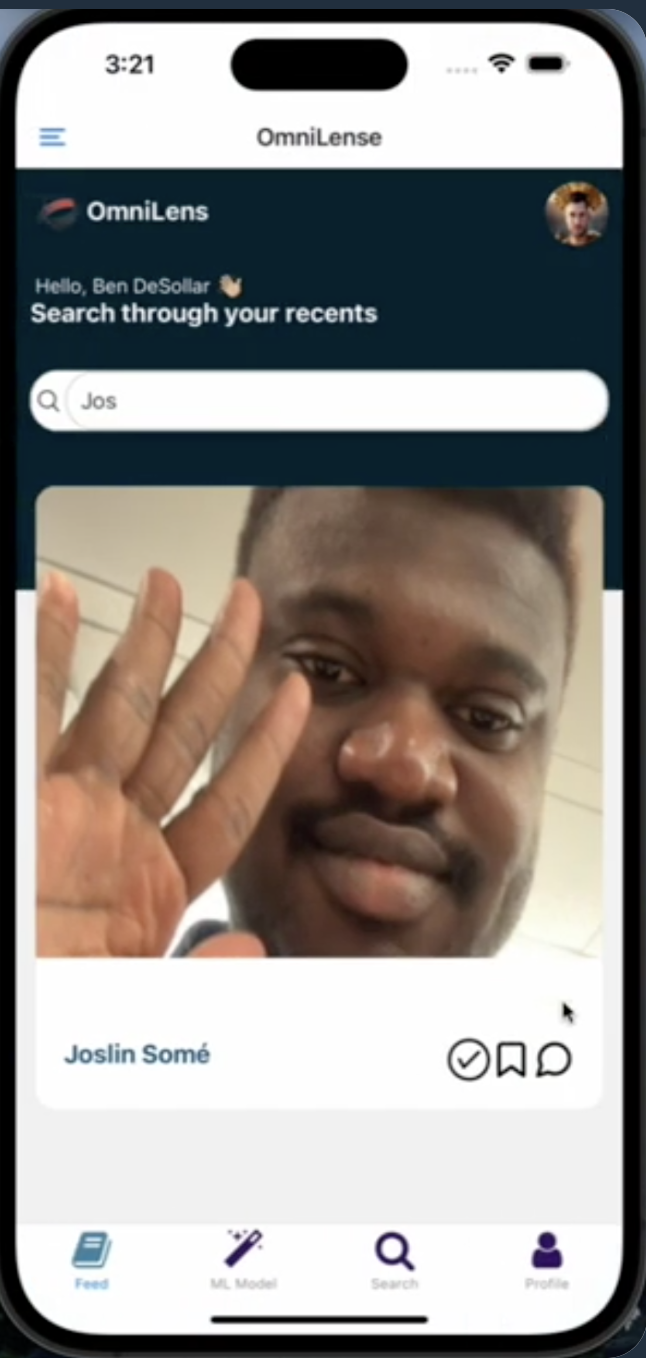 3:21
OmniLense
OmniLens
Hello, Ben DeSollar 👋🏼
Search through your recents
Jos
Joslin Somé
Feed
ML Model
Search
Profile